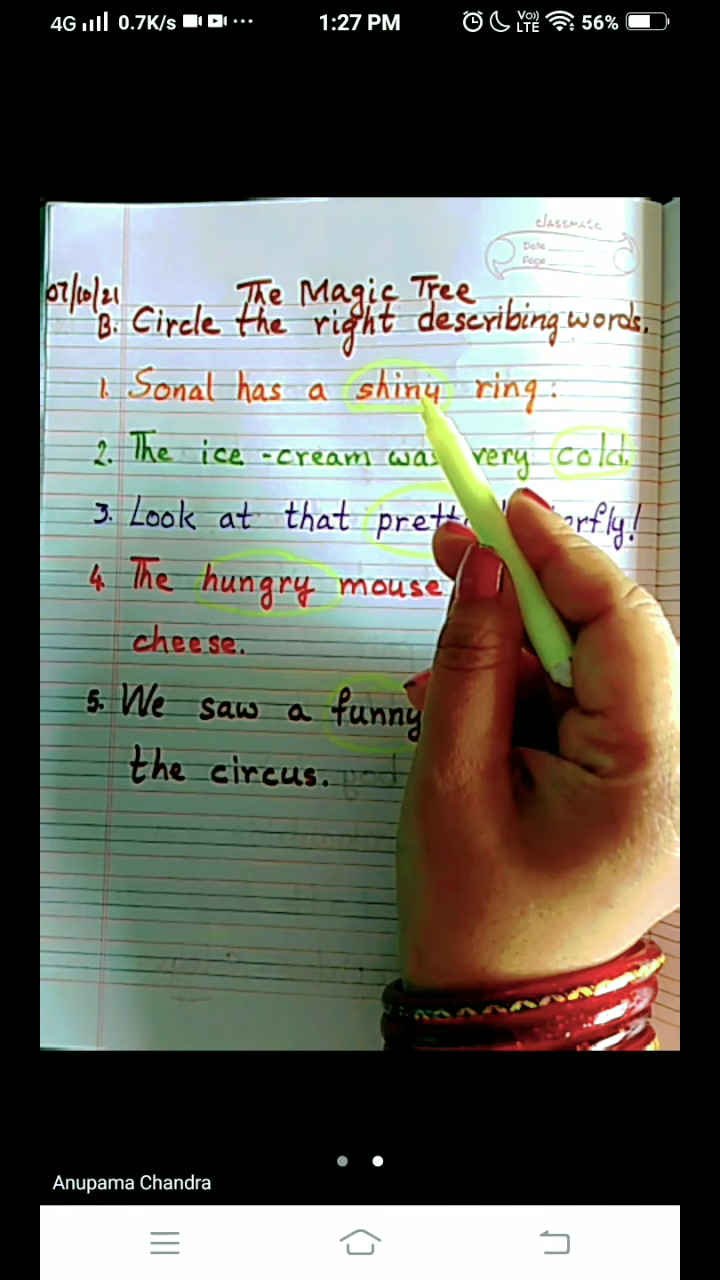 4G 0.7K/s ... 1:27 PM Vo) LTE 56%
classmate
Date
Page
07/10/21 The Magic Tree
B. Circle the right describing words.
1. Sonal has a shiny ring.
2. The ice-cream was very cold.
3. Look at that
4. The hungry mouse
cheese.
5. We saw a funny
the circus.
Anupama Chandra